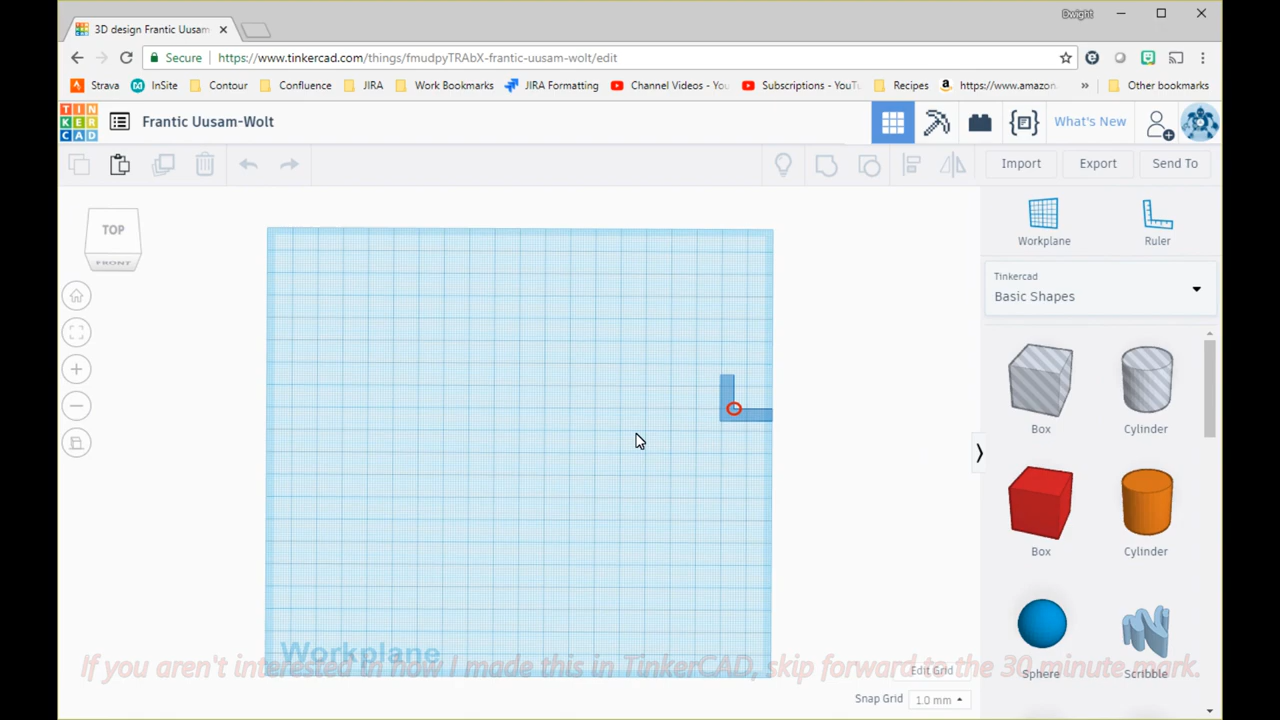 Dwight
3D design Frantic Uusam
Secure
https://www.tinkercad.com/things/fmudpyTRAbX-frantic-uusam-wolt/edit
Strava InSite Contour Confluence JIRA Work Bookmarks JIRA Formatting Channel Videos - You Subscriptions - YouTu Recipes https://www.amazon. » Other bookmarks
TIN
KER
CAD
Frantic Uusam-Wolt
What's New
Import Export Send To
TOP
FRONT
Workplane Ruler
Tinkercad
Basic Shapes
Box Cylinder
Box Cylinder
Workplane
If you aren't interested in how I made this in TinkerCAD, skip forward to the 30 minute mark.
Edit Grid
Sphere Scribble
Snap Grid 1.0 mm